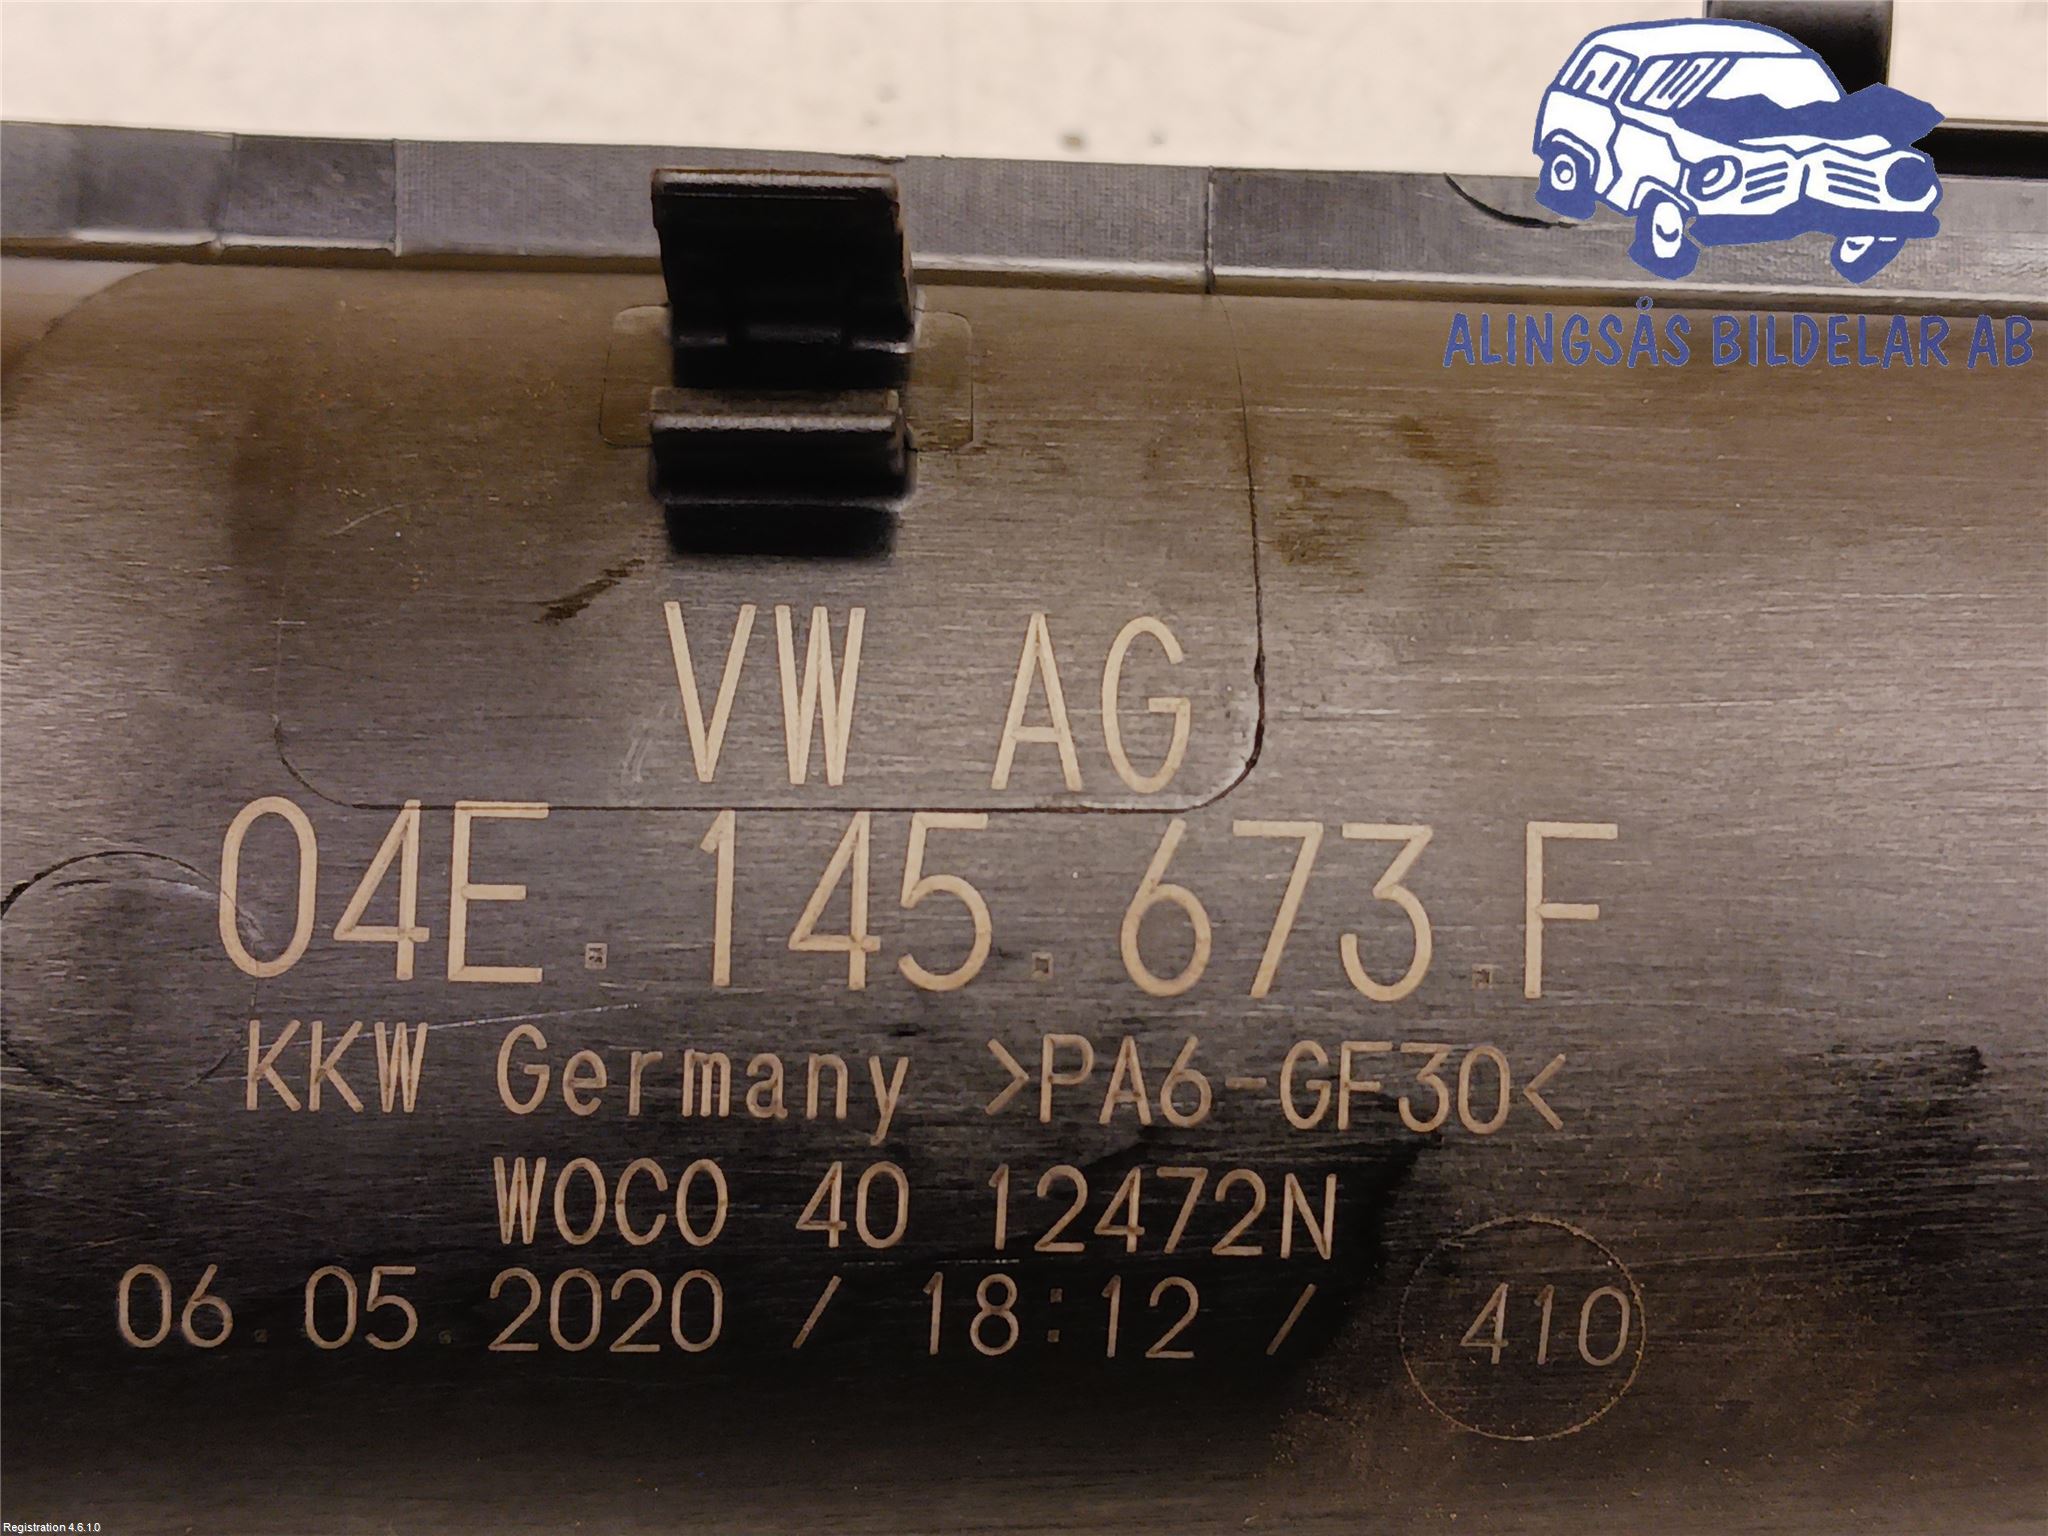 ALINGSÅS BILDELAR AB
VW AG
04E.145.673.F
KKW Germany >PA6-GF30<
WOCO 40 12472N
06.05.2020 / 18:12 / 410
Registration 4.6.1.0